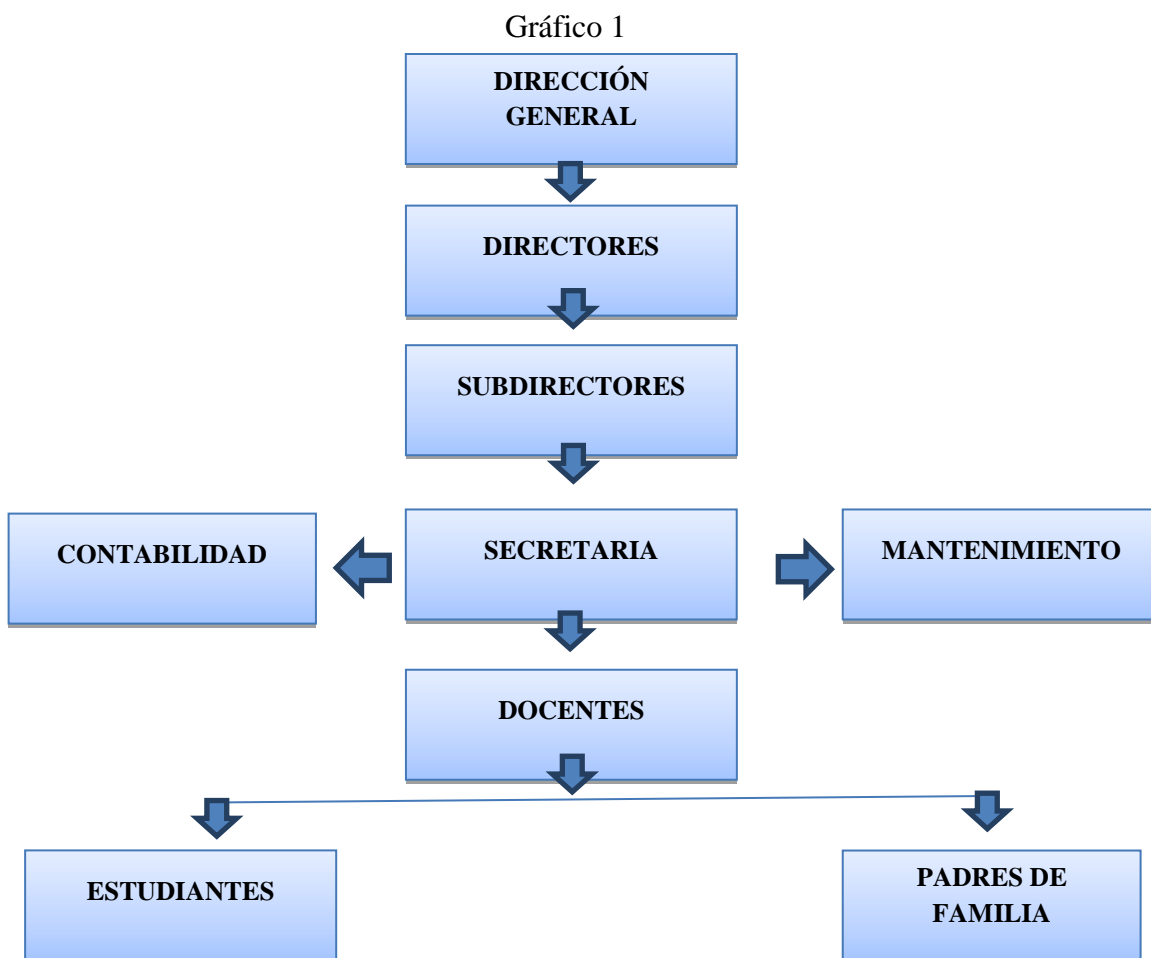 Gráfico 1
DIRECCIÓN
GENERAL
DIRECTORES
SUBDIRECTORES
CONTABILIDAD
SECRETARIA
MANTENIMIENTO
DOCENTES
ESTUDIANTES
PADRES DE
FAMILIA